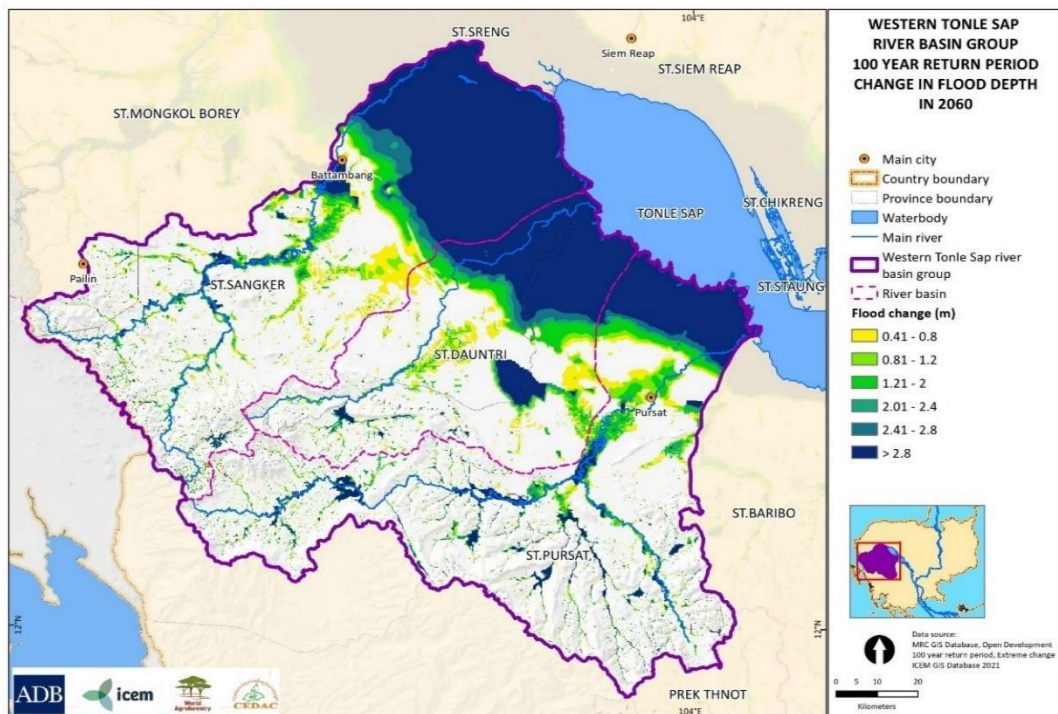 104°E
ST.SRENG
Siem Reap
ST.SIEM REAP
ST.MONGKOL BOREY
Battambang
TONLE SAP
ST.CHIKRENG
Pailin
ST.SANGKER
ST.STAUNG
ST.DAUNTRI
Pursat
ST.BARIBO
ST.PURSAT
12°N
12°N
PREK THNOT
104°E
ADB
icem
World
Agroforestry
CEDAC
WESTERN TONLE SAP
RIVER BASIN GROUP
100 YEAR RETURN PERIOD
CHANGE IN FLOOD DEPTH
IN 2060
Main city
Country boundary
Province boundary
Waterbody
Main river
Western Tonle Sap river
basin group
River basin
Flood change (m)
0.41 - 0.8
0.81 - 1.2
1.21 - 2
2.01 - 2.4
2.41 - 2.8
> 2.8
Data source:
MRC GIS Database, Open Development
100 year return period, Extreme change
ICEM GIS Database 2021
0 5 10 20
Kilometers